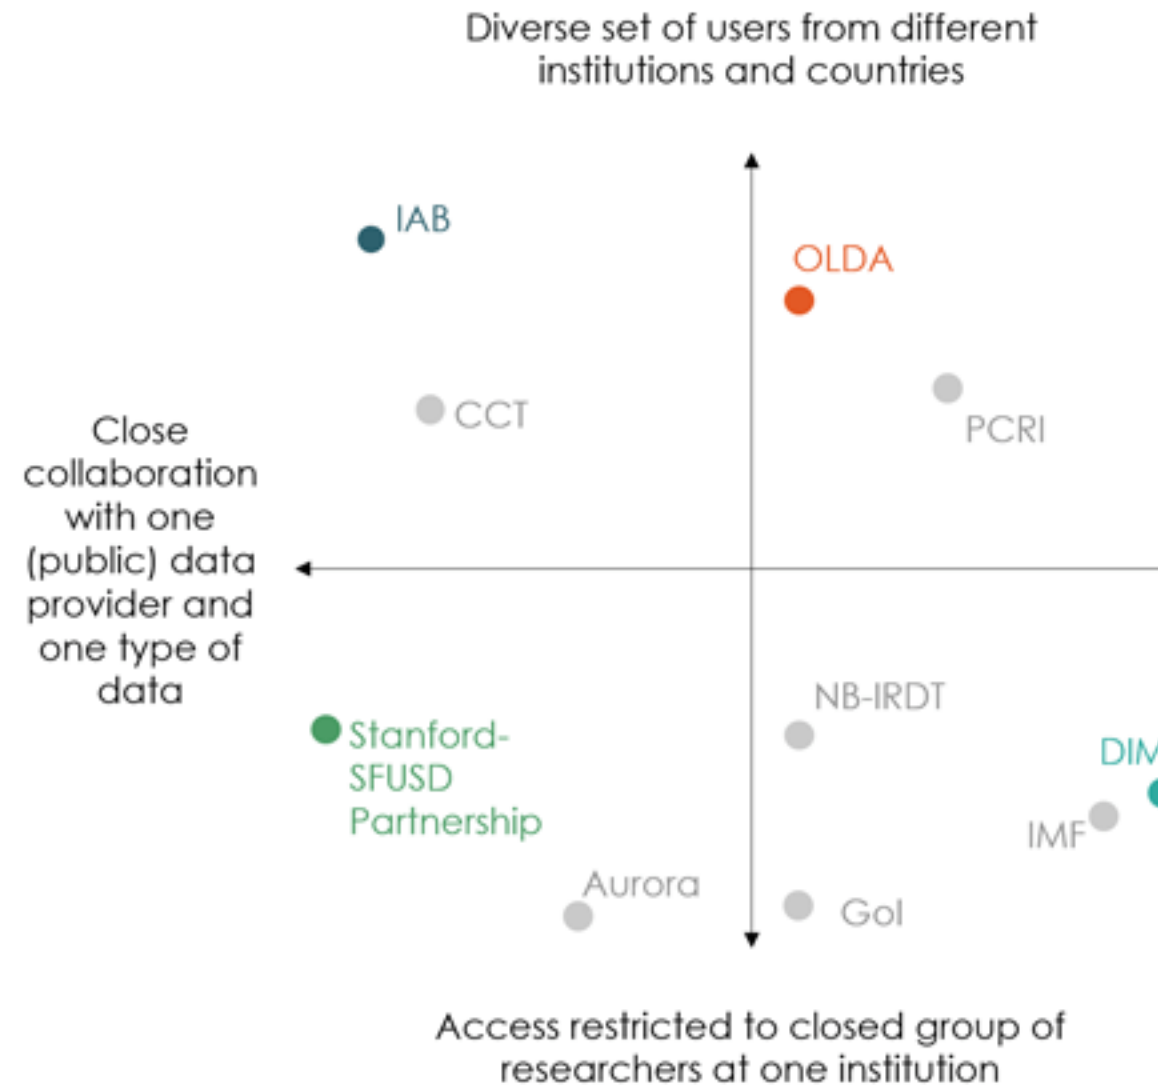 Diverse set of users from different
institutions and countries
IAB
OLDA
CCT
PCRI
Close
collaboration
with one
(public) data
provider and
one type of
data
NB-IRDT
Stanford-
SFUSD
Partnership
DIM
IMF
Aurora
GoI
Access restricted to closed group of
researchers at one institution